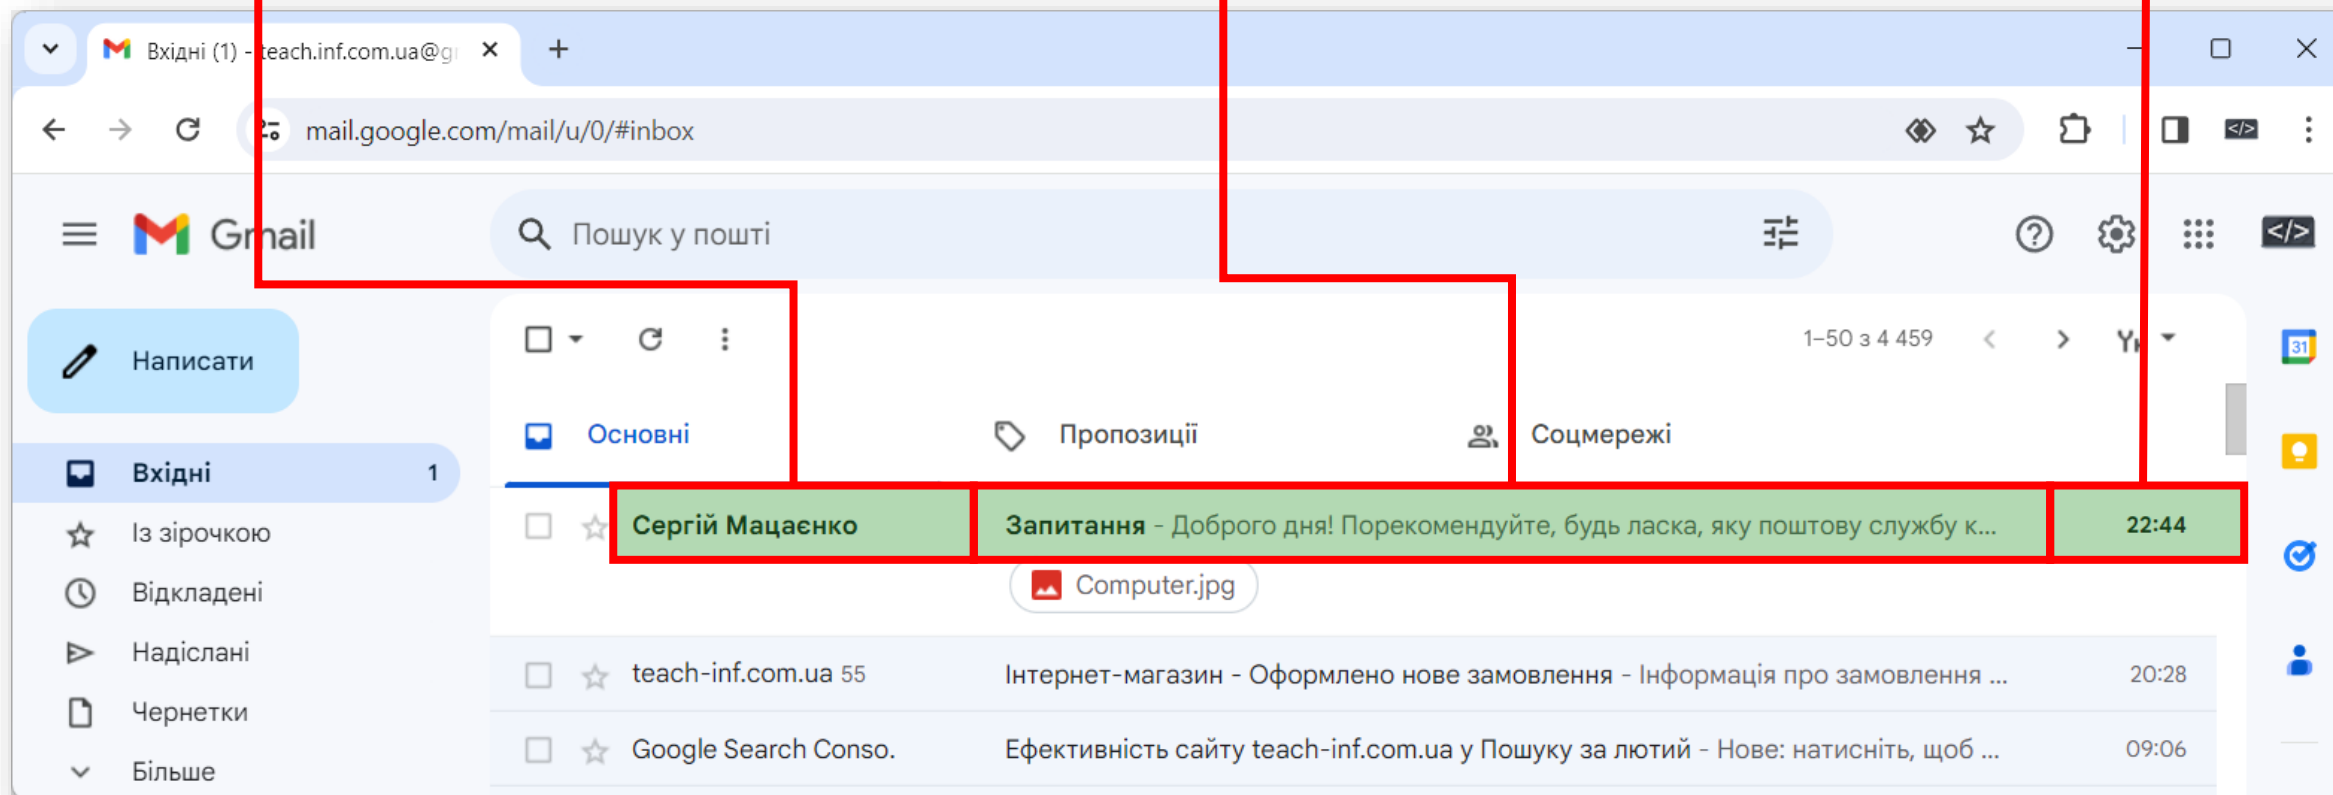 Вхідні (1) - teach.inf.com.ua@g
mail.google.com/mail/u/0/#inbox
Gmail
Пошук у пошті
</>
Написати
1–50 з 4 459
31
Основні
Пропозиції
Соцмережі
Вхідні 1
Сергій Мацаєнко Запитання - Доброго дня! Порекомендуйте, будь ласка, яку поштову службу к... 22:44
Із зірочкою
Computer.jpg
Відкладені
Надіслані
teach-inf.com.ua 55 Інтернет-магазин - Оформлено нове замовлення - Інформація про замовлення ... 20:28
Чернетки
Google Search Conso. Ефективність сайту teach-inf.com.ua у Пошуку за лютий - Нове: натисніть, щоб ... 09:06
Більше